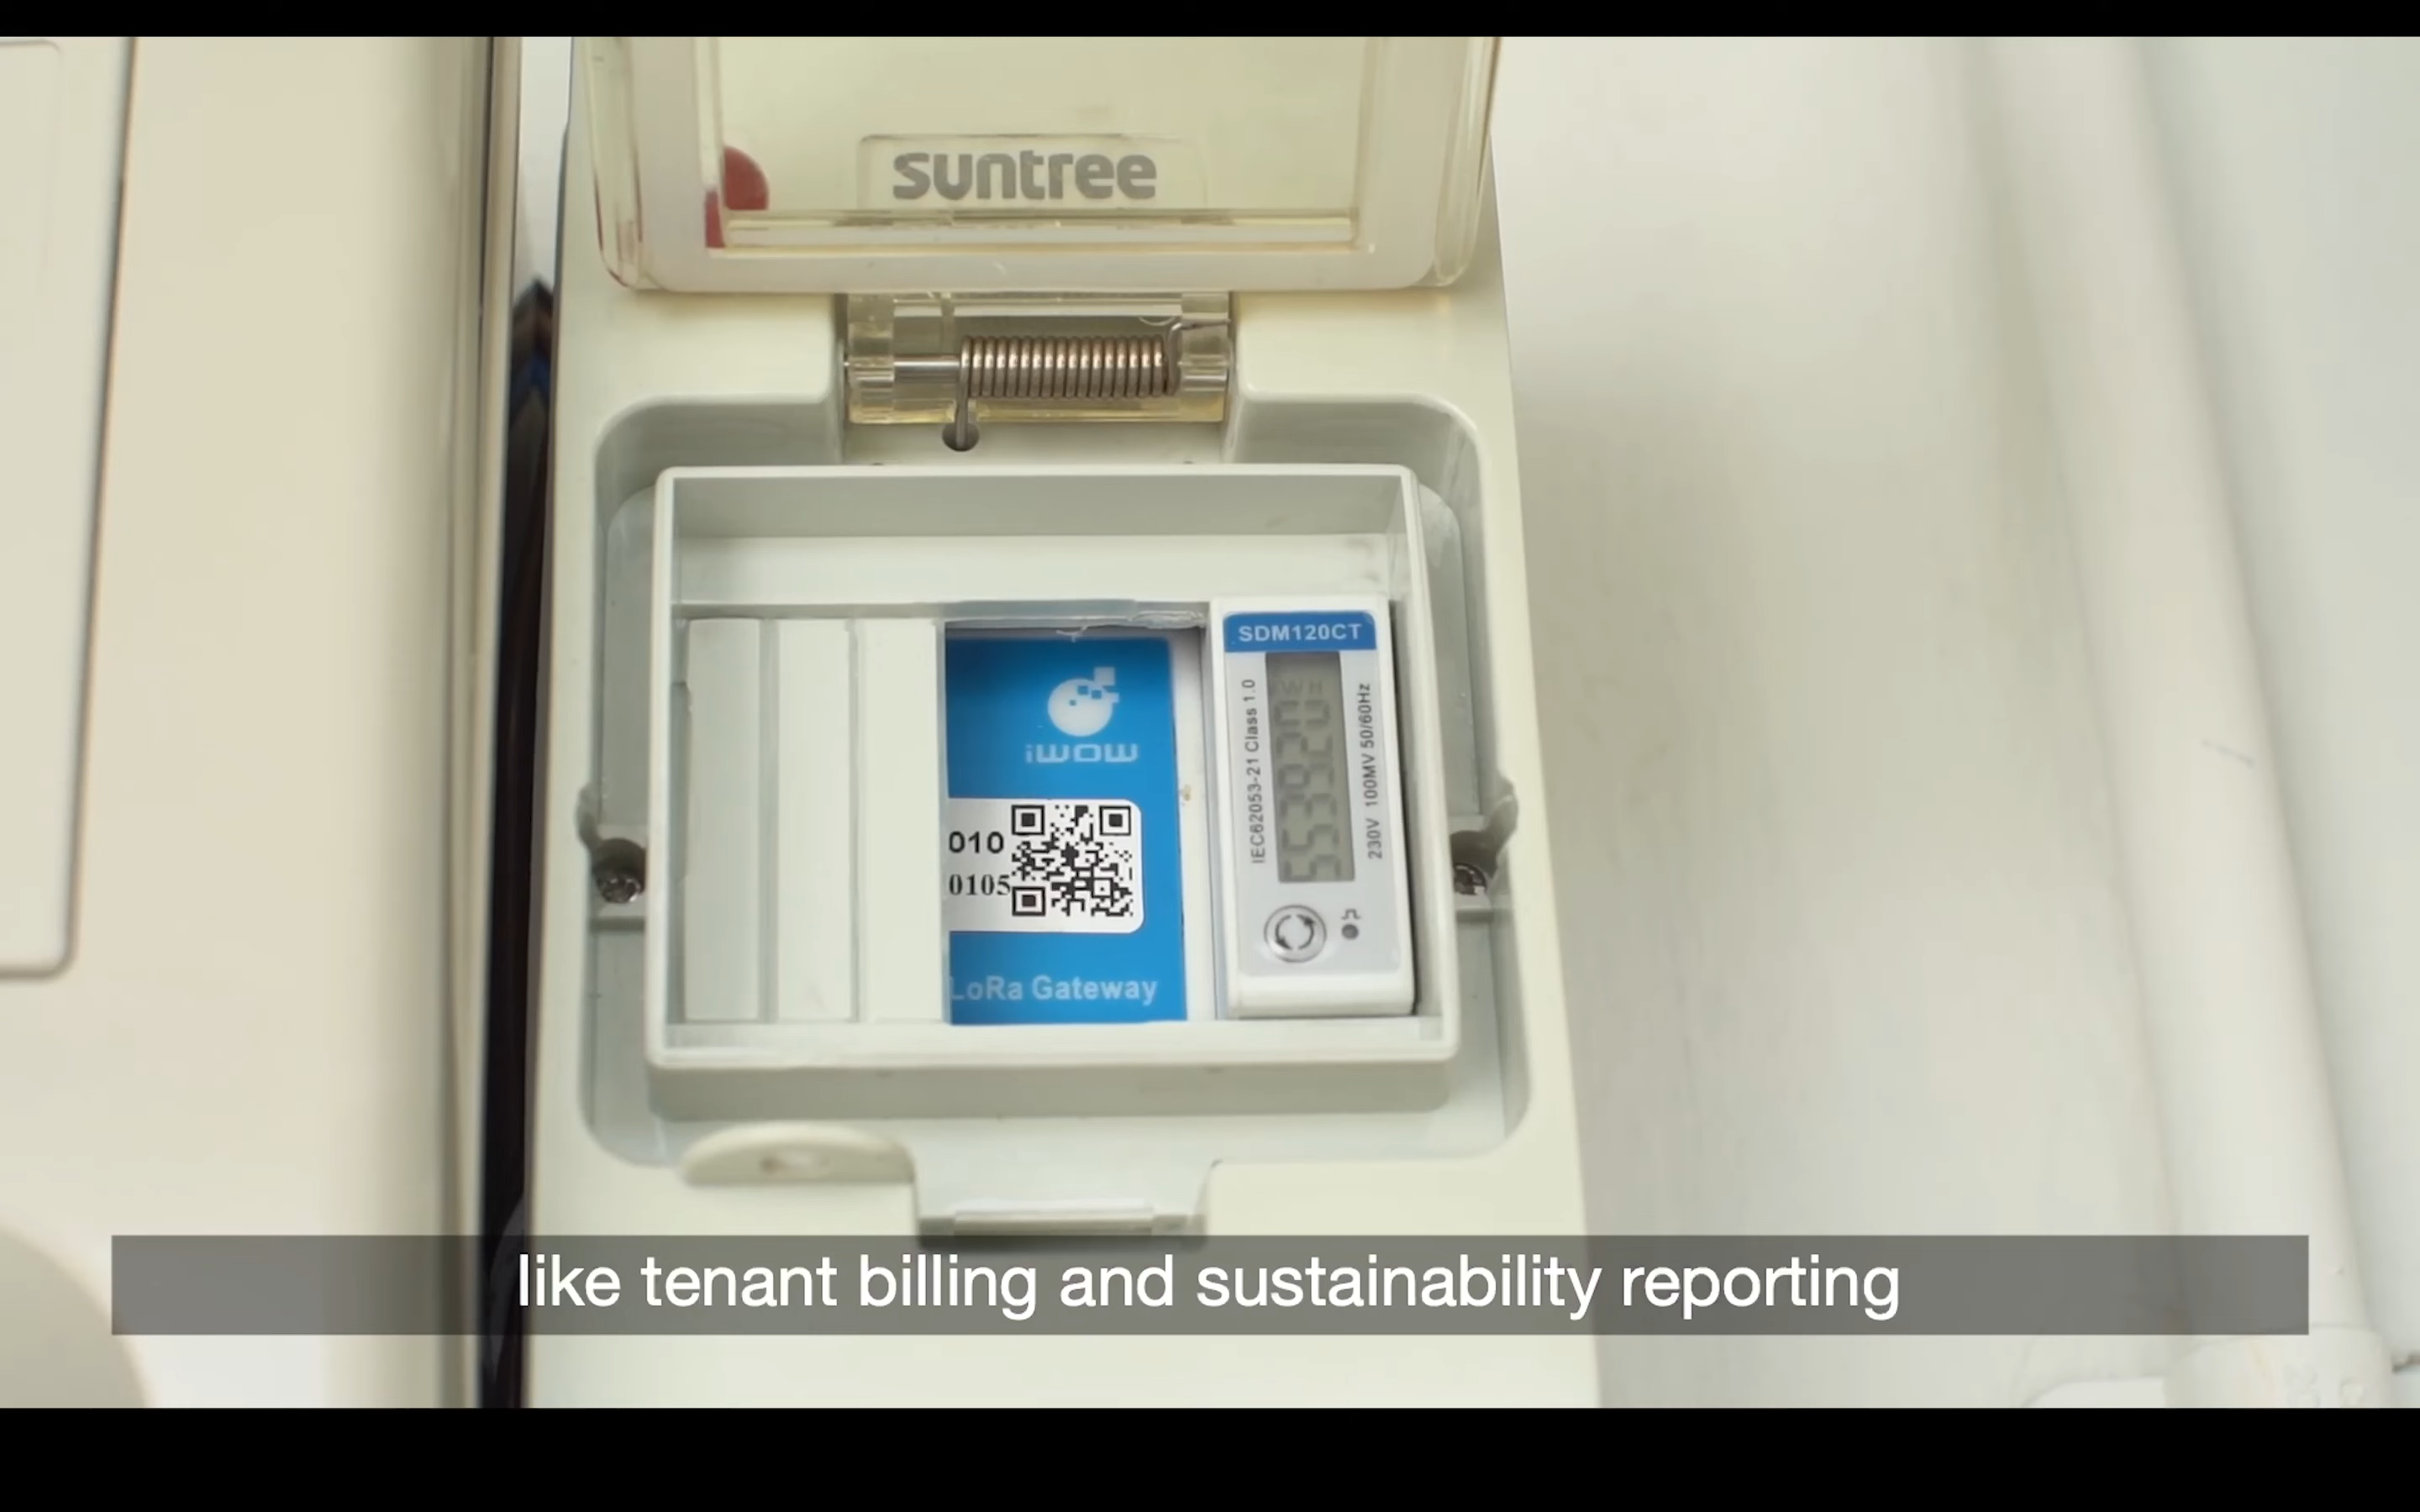 suntree
iwow
010
0105
LoRa Gateway
SDM120CT
IEC62053-21 Class 1.0
230V 100MV 50/60Hz
like tenant billing and sustainability reporting